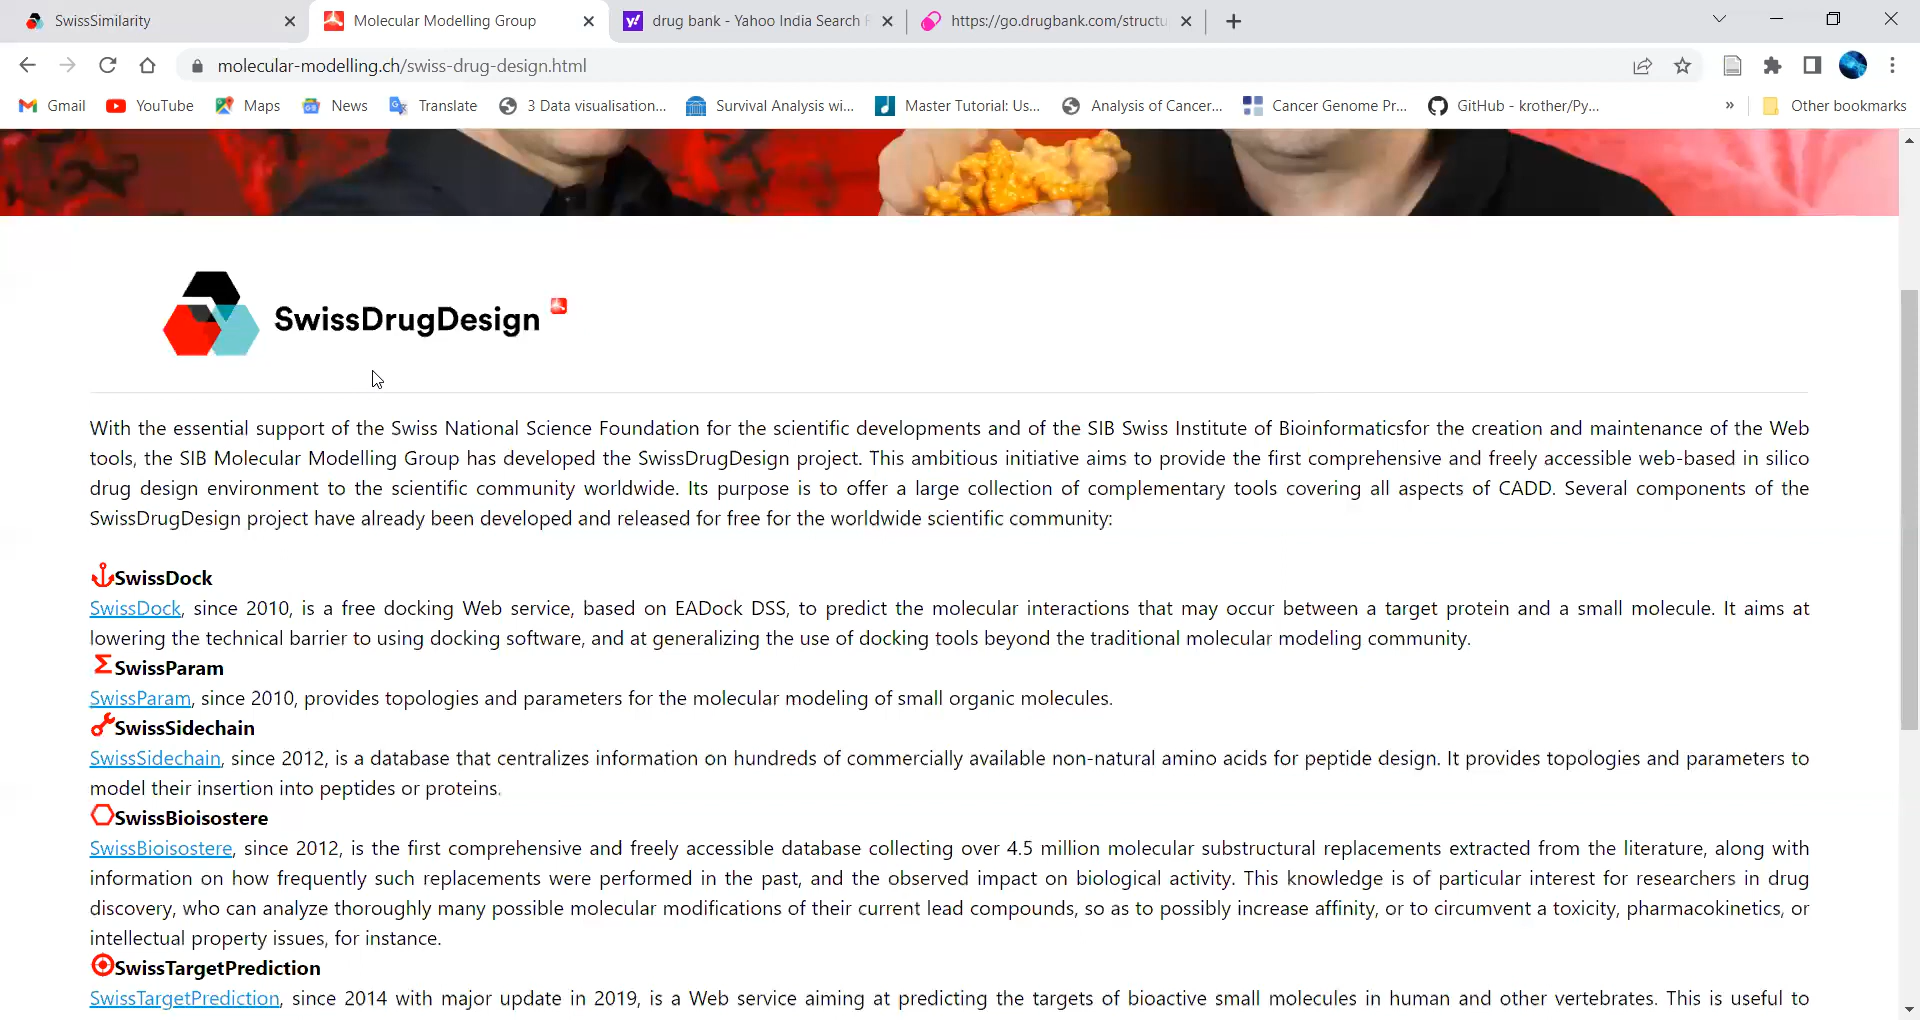 SwissSimilarity
Molecular Modelling Group
drug bank - Yahoo India Search
https://go.drugbank.com/structu
molecular-modelling.ch/swiss-drug-design.html
Gmail
YouTube
Maps
News
Translate
3 Data visualisation...
Survival Analysis wi...
Master Tutorial: Us...
Analysis of Cancer...
Cancer Genome Pr...
GitHub - krother/Py...
»
Other bookmarks
SwissDrugDesign
With the essential support of the Swiss National Science Foundation for the scientific developments and of the SIB Swiss Institute of Bioinformaticsfor the creation and maintenance of the Web
tools, the SIB Molecular Modelling Group has developed the SwissDrugDesign project. This ambitious initiative aims to provide the first comprehensive and freely accessible web-based in silico
drug design environment to the scientific community worldwide. Its purpose is to offer a large collection of complementary tools covering all aspects of CADD. Several components of the
SwissDrugDesign project have already been developed and released for free for the worldwide scientific community:
SwissDock
SwissDock, since 2010, is a free docking Web service, based on EADock DSS, to predict the molecular interactions that may occur between a target protein and a small molecule. It aims at
lowering the technical barrier to using docking software, and at generalizing the use of docking tools beyond the traditional molecular modeling community.
SwissParam
SwissParam, since 2010, provides topologies and parameters for the molecular modeling of small organic molecules.
SwissSidechain
SwissSidechain, since 2012, is a database that centralizes information on hundreds of commercially available non-natural amino acids for peptide design. It provides topologies and parameters to
model their insertion into peptides or proteins.
SwissBioisostere
SwissBioisostere, since 2012, is the first comprehensive and freely accessible database collecting over 4.5 million molecular substructural replacements extracted from the literature, along with
information on how frequently such replacements were performed in the past, and the observed impact on biological activity. This knowledge is of particular interest for researchers in drug
discovery, who can analyze thoroughly many possible molecular modifications of their current lead compounds, so as to possibly increase affinity, or to circumvent a toxicity, pharmacokinetics, or
intellectual property issues, for instance.
SwissTargetPrediction
SwissTargetPrediction, since 2014 with major update in 2019, is a Web service aiming at predicting the targets of bioactive small molecules in human and other vertebrates. This is useful to